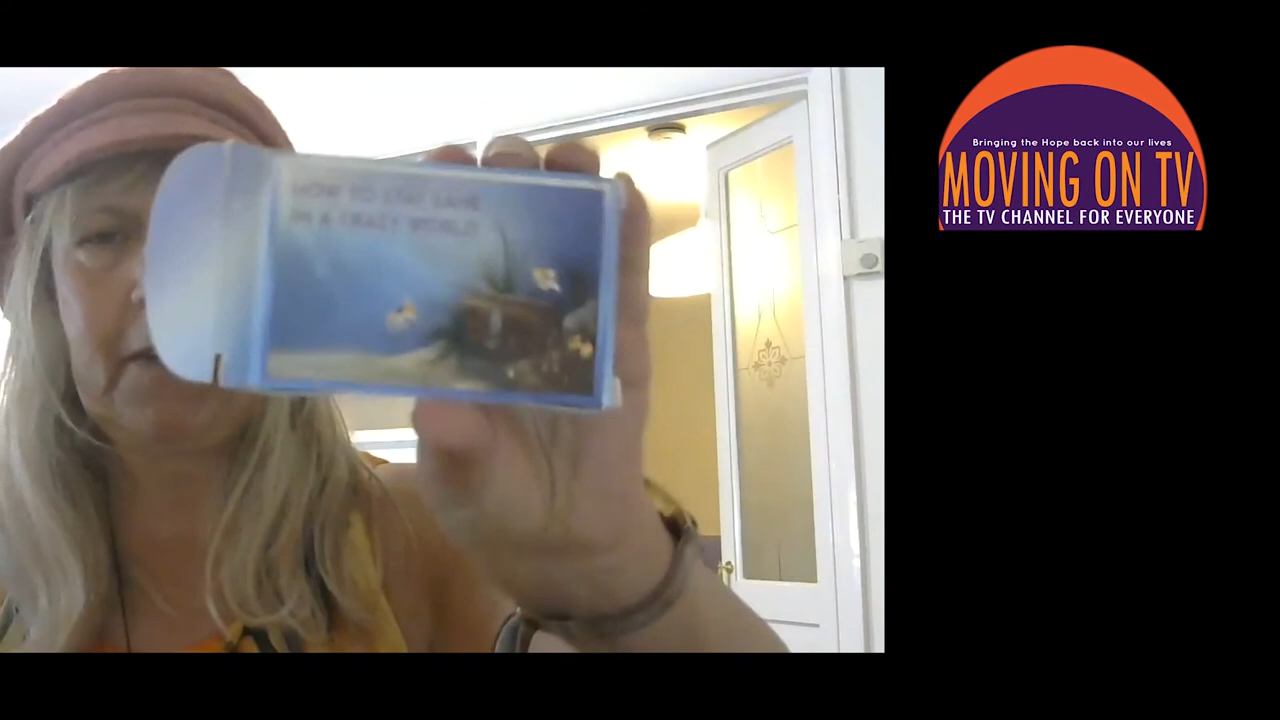 HOW TO STAY SANE
IN A CRAZY WORLD
Bringing the Hope back into our lives
MOVING ON TV
THE TV CHANNEL FOR EVERYONE